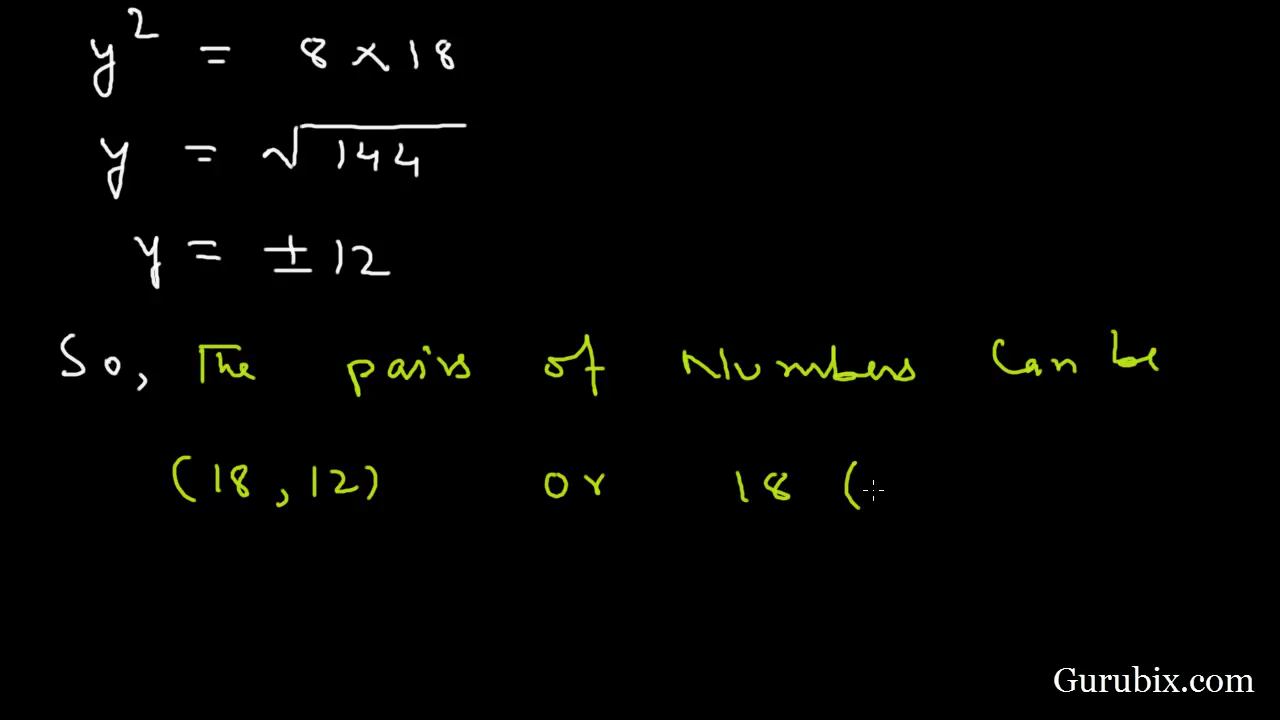 y² = 8 × 18
y = √144
y = ± 12
So, The pairs of Numbers can be
(18, 12) or 18 (
Gurubix.com